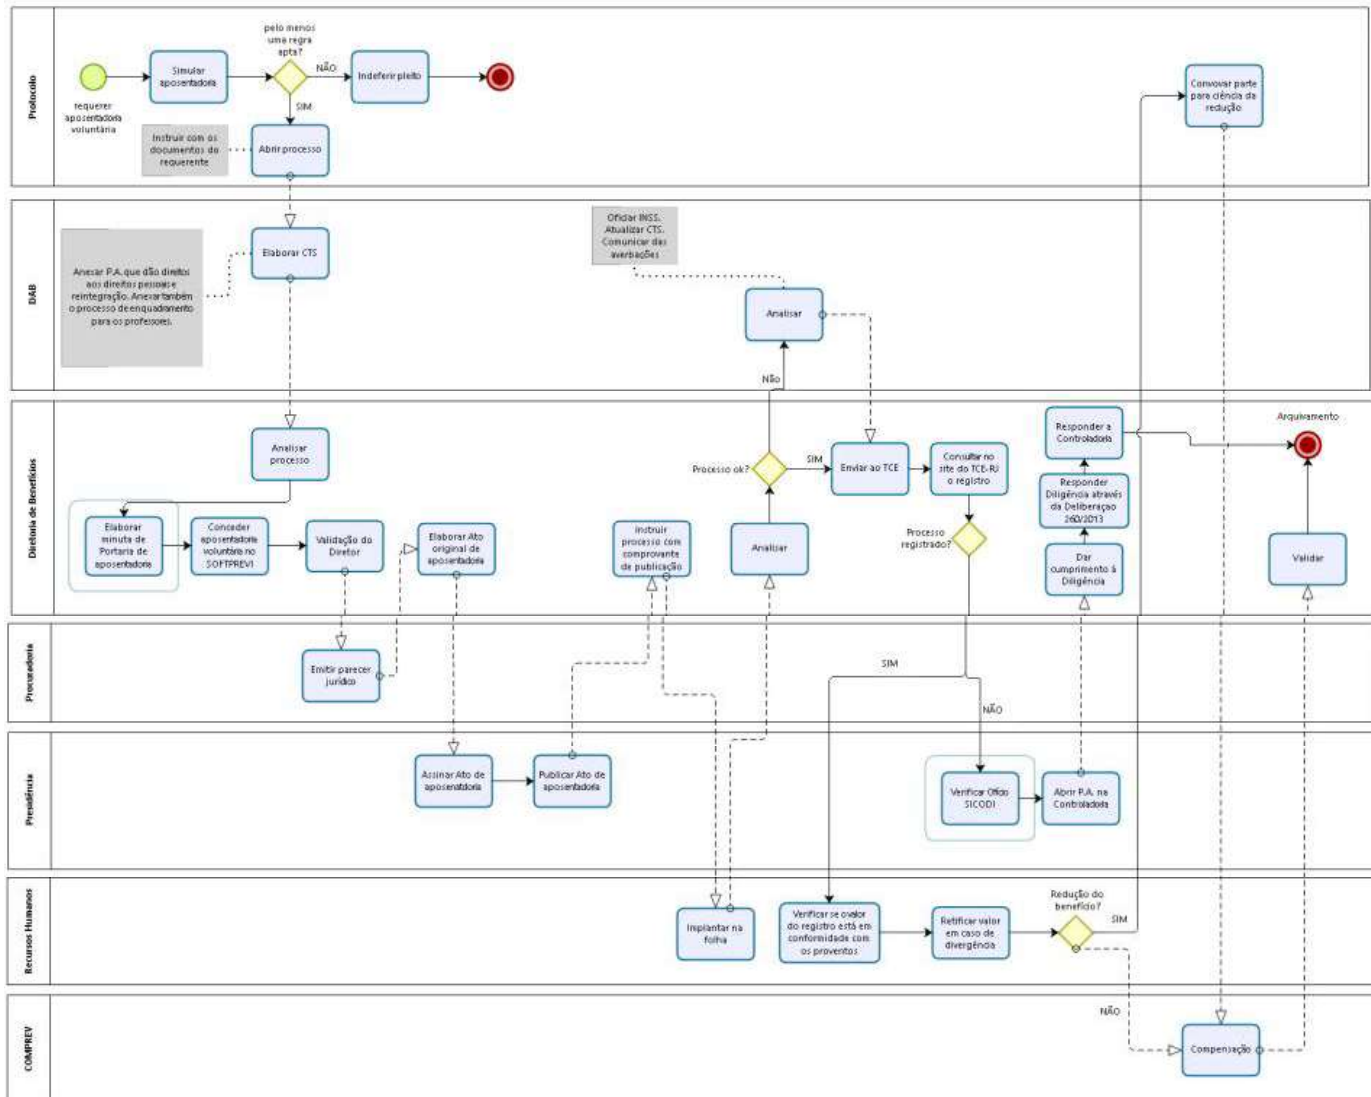 Protocolo
requerer
aposentadoria
voluntária
Simular
aposentadoria
pelo menos
uma regra
apta?
NÃO
Indeferir pleito
SIM
Instruir com os
documentos do
requerente
Abrir processo
Convovar parte
para ciência da
redução
DAB
Anexar P.A. que dão direitos
aos direitos pessoais e
reintegração. Anexar também
o processo de enquadramento
para os professores.
Elaborar CTS
Oficiar INSS.
Atualizar CTS.
Comunicar das
averbações
Analisar
Não
Diretoria de Benefícios
Analisar
processo
Elaborar
minuta de
Portaria de
aposentadoria
Conceder
aposentadoria
voluntária no
SOFTPREVI
Validação do
Diretor
Elaborar Ato
original de
aposentadoria
Instruir
processo com
comprovante
de publicação
Processo ok?
SIM
Analisar
Enviar ao TCE
Consultar no
site do TCE-RJ
o registro
Processo
registrado?
Responder a
Controladoria
Responder
Diligência através
da Deliberaçao
260/2013
Dar
cumprimento à
Diligência
Arquivamento
Validar
Procuradoria
Emitir parecer
jurídico
SIM
NÃO
Presidência
Assinar Ato de
aposenatdoria
Publicar Ato de
aposentadoria
Verificar Ofício
SICODI
Abrir P.A. na
Controladoria
Recursos Humanos
Implantar na
folha
Verificar se ovalor
do registro está em
conformidade com
os proventos
Retificar valor
em caso de
divergência
Redução do
benefício?
SIM
COMPREV
NÃO
Compensação